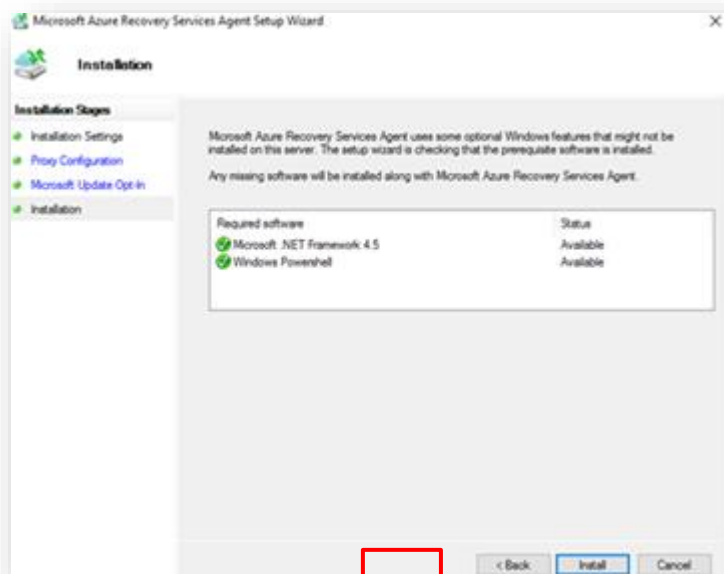 Microsoft Azure Recovery Services Agent Setup Wizard
Installation
Installation Stages
Installation Settings
Proxy Configuration
Microsoft Update Opt-In
Installation
Microsoft Azure Recovery Services Agent uses some optional Windows features that might not be
installed on this server. The setup wizard is checking that the prerequisite software is installed.
Any missing software will be installed along with Microsoft Azure Recovery Services Agent.
Required software Status
Microsoft .NET Framework 4.5 Available
Windows Powershell Available
< Back Install Cancel